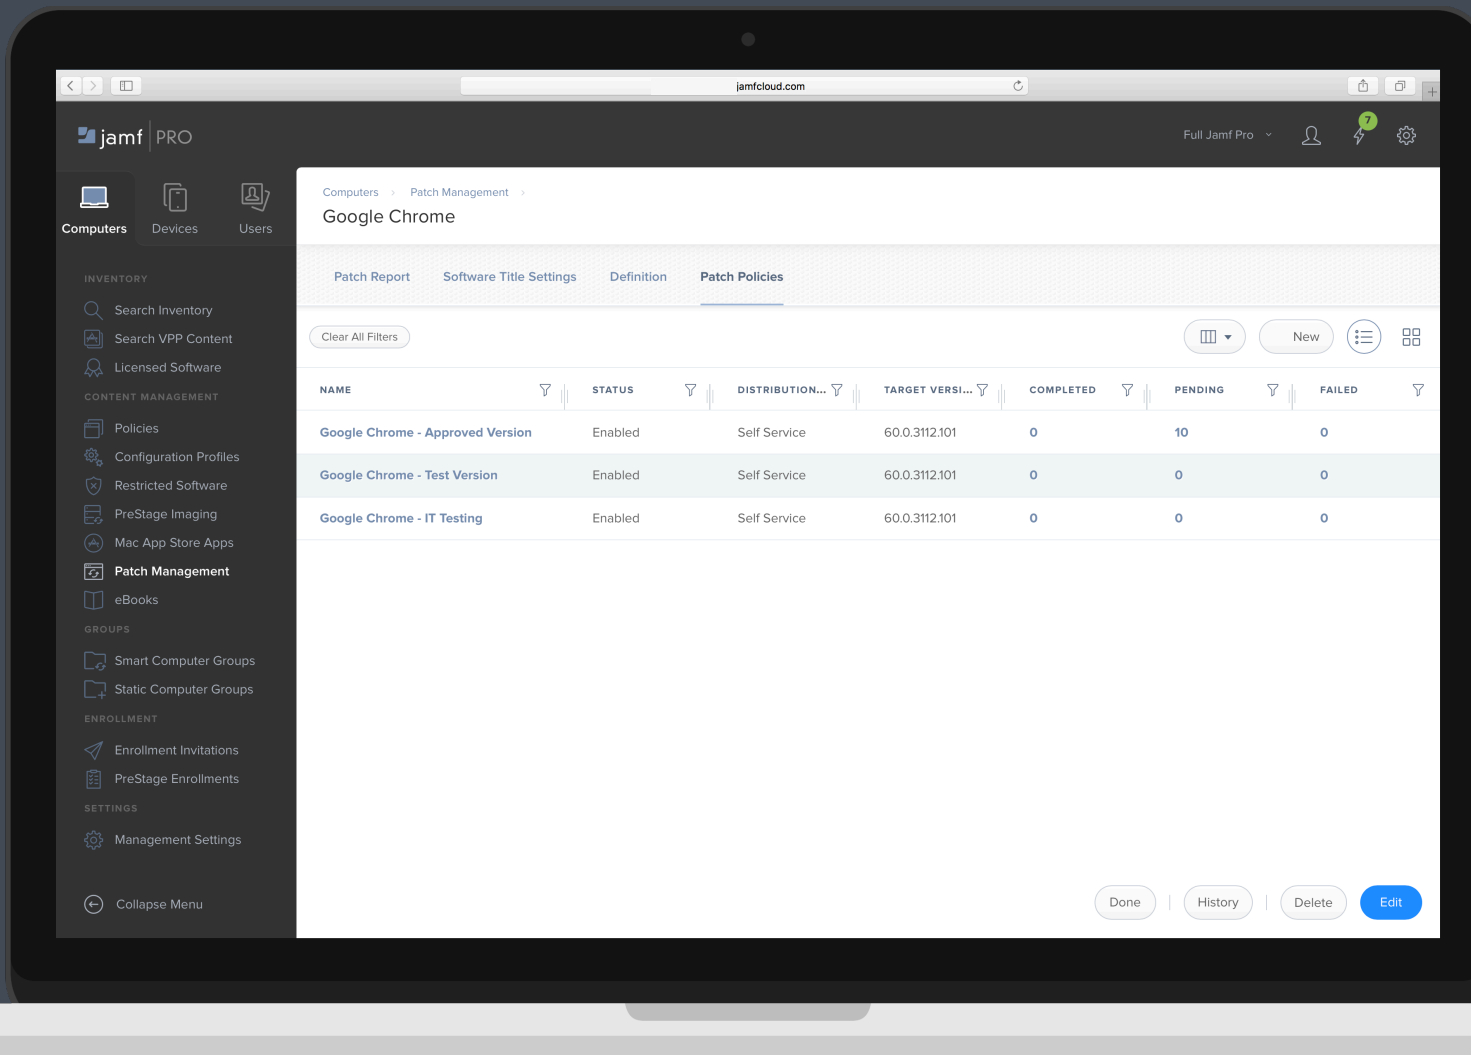 jamfcloud.com
jamf PRO
Full Jamf Pro
7
Computers Devices Users
INVENTORY
Search Inventory
Search VPP Content
Licensed Software
CONTENT MANAGEMENT
Policies
Configuration Profiles
Restricted Software
PreStage Imaging
Mac App Store Apps
Patch Management
eBooks
GROUPS
Smart Computer Groups
Static Computer Groups
ENROLLMENT
Enrollment Invitations
PreStage Enrollments
SETTINGS
Management Settings
Collapse Menu
Computers > Patch Management >
Google Chrome
Patch Report Software Title Settings Definition Patch Policies
Clear All Filters New
NAME STATUS DISTRIBUTION... TARGET VERSI... COMPLETED PENDING FAILED
Google Chrome - Approved Version Enabled Self Service 60.0.3112.101 0 10 0
Google Chrome - Test Version Enabled Self Service 60.0.3112.101 0 0 0
Google Chrome - IT Testing Enabled Self Service 60.0.3112.101 0 0 0
Done History Delete Edit